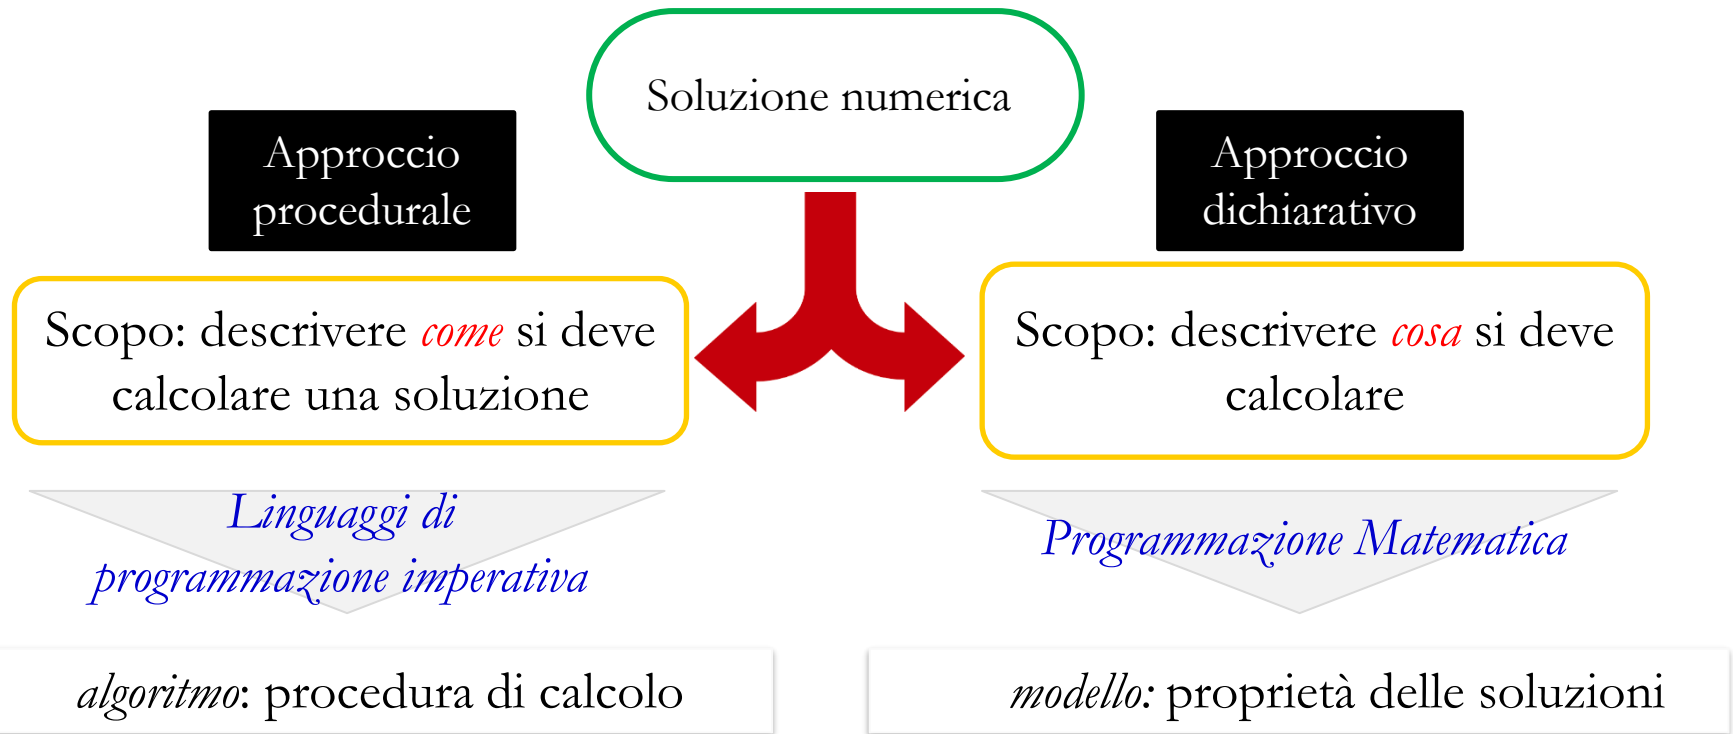 Soluzione numerica
Approccio
procedurale
Scopo: descrivere come si deve
calcolare una soluzione
Linguaggi di
programmazione imperativa
algoritmo: procedura di calcolo
Approccio
dichiarativo
Scopo: descrivere cosa si deve
calcolare
Programmazione Matematica
modello: proprietà delle soluzioni